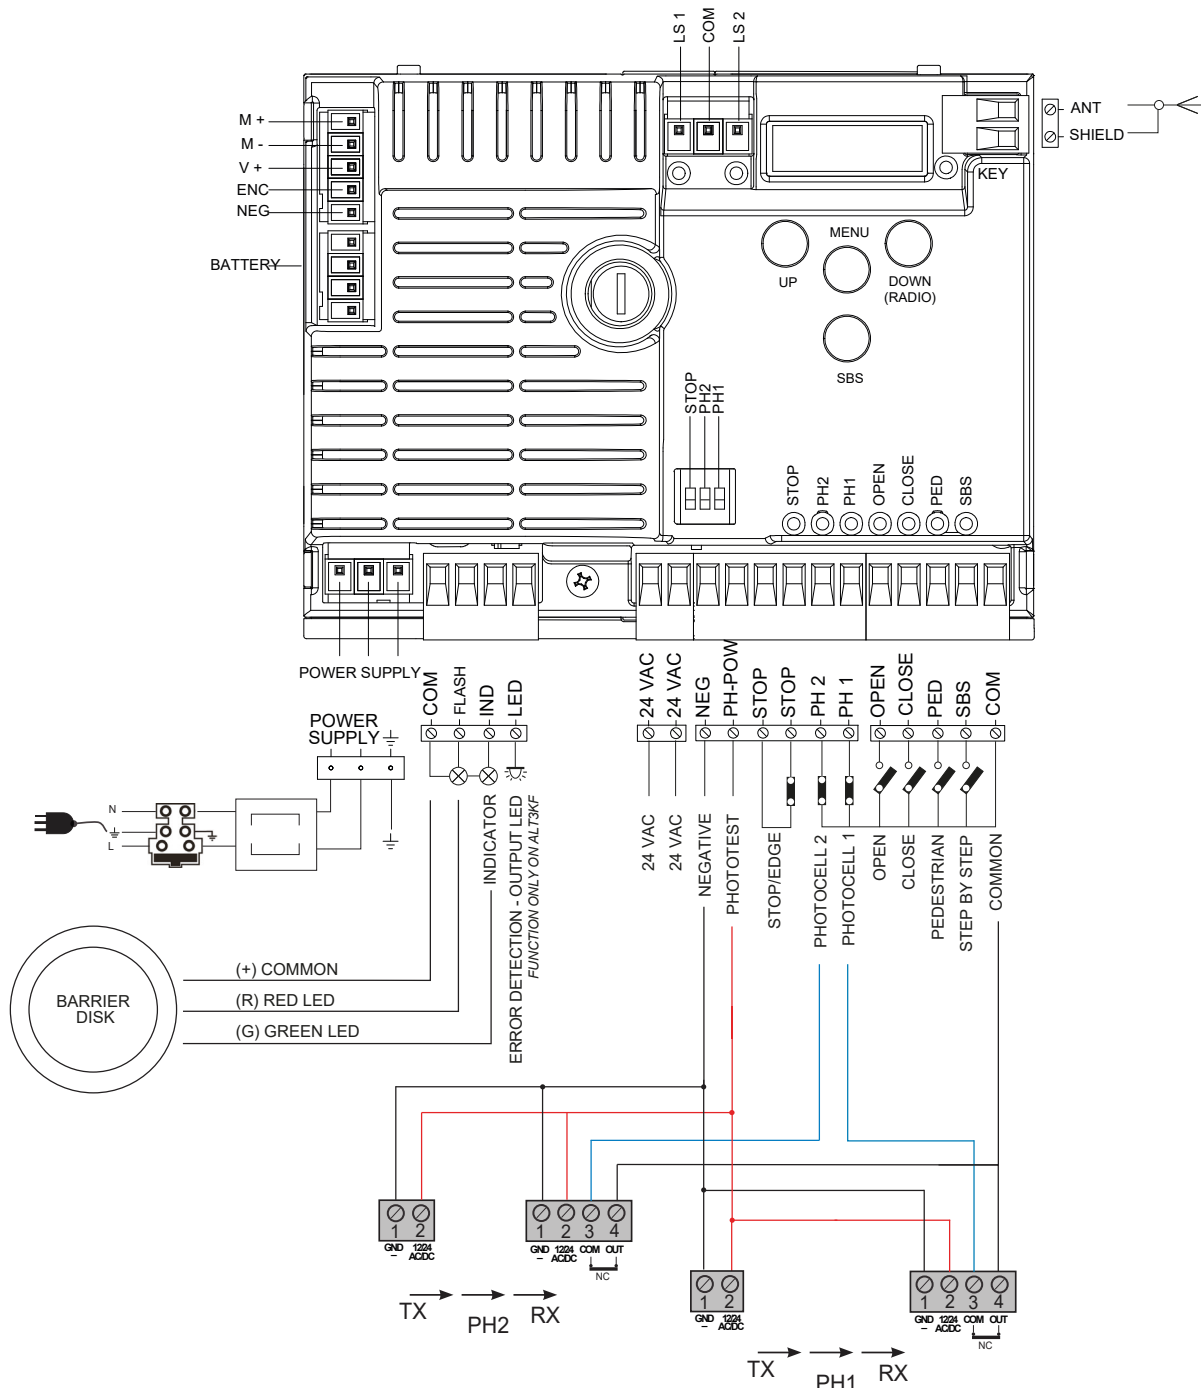 LS 1
COM
LS 2
M +
M -
V +
ENC
NEG
BATTERY
ANT
SHIELD
KEY
MENU
UP
DOWN
(RADIO)
SBS
STOP
PH2
PH1
STOP
PH2
PH1
OPEN
CLOSE
PED
SBS
POWER SUPPLY
COM
FLASH
IND
LED
24 VAC
24 VAC
NEG
PH-POW
STOP
STOP
PH 2
PH 1
OPEN
CLOSE
PED
SBS
COM
POWER
SUPPLY
N
L
INDICATOR
ERROR DETECTION - OUTPUT LED
FUNCTION ONLY ON ALT3KF
24 VAC
24 VAC
NEGATIVE
PHOTOTEST
STOP/EDGE
PHOTOCELL 2
PHOTOCELL 1
OPEN
CLOSE
PEDESTRIAN
STEP BY STEP
COMMON
BARRIER
DISK
(+) COMMON
(R) RED LED
(G) GREEN LED
1 2
GND 12/24
– AC/DC
1 2 3 4
GND 12/24 COM OUT
– AC/DC
NC
TX PH2 RX
1 2
GND 12/24
– AC/DC
1 2 3 4
GND 12/24 COM OUT
– AC/DC
NC
TX PH1 RX